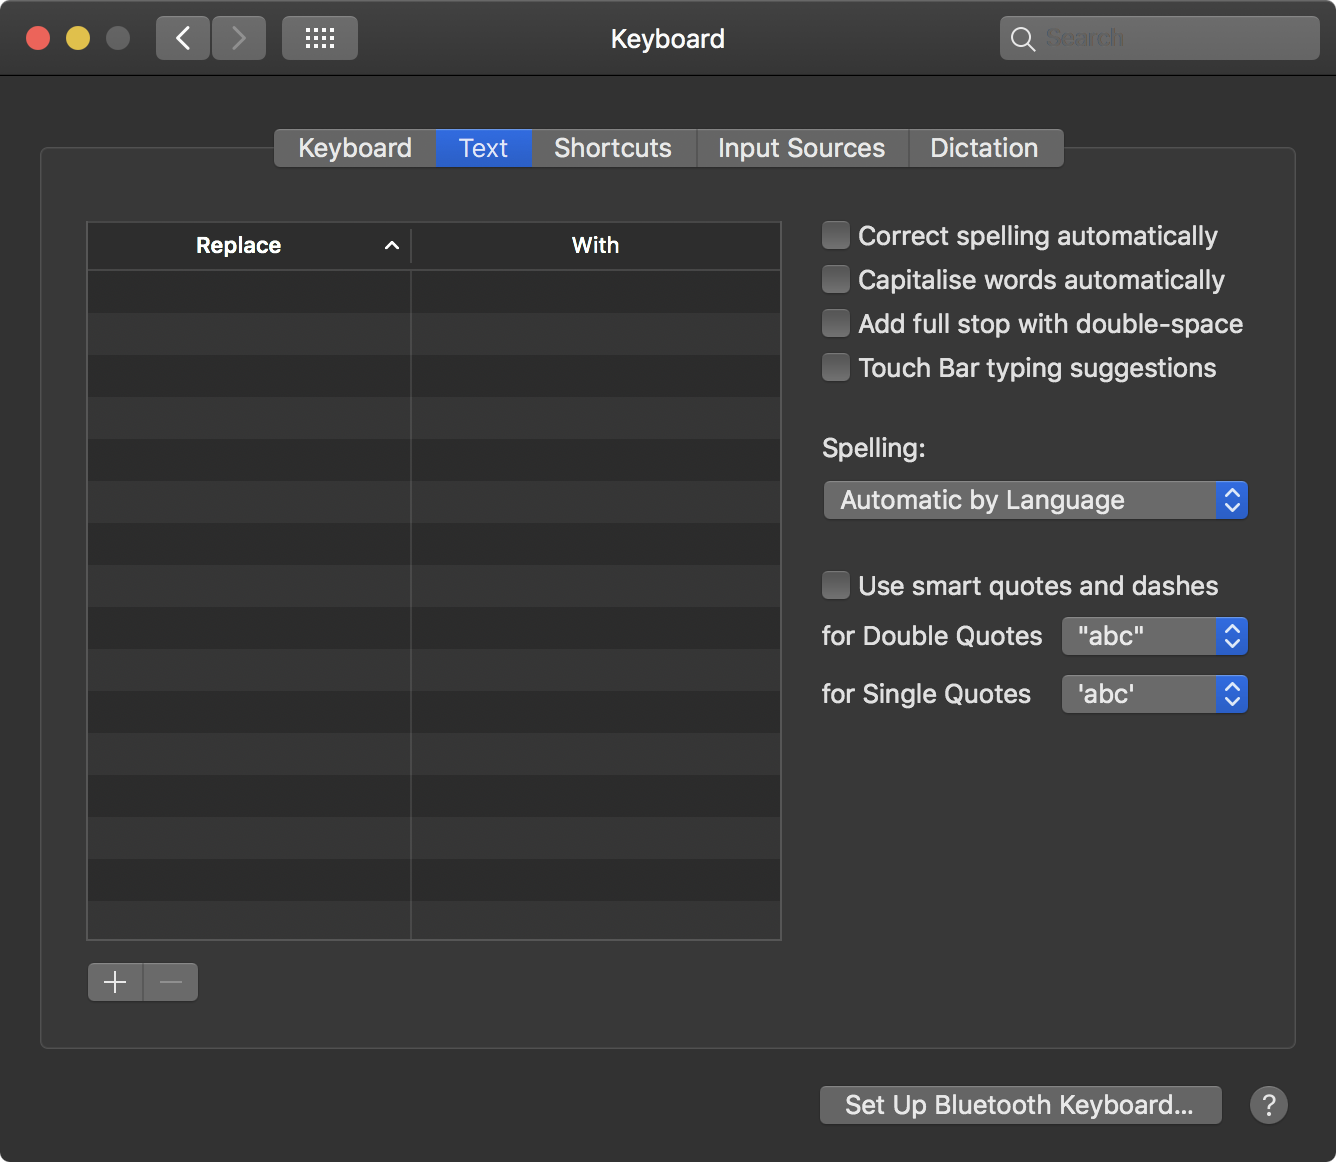 Keyboard
Search
Keyboard Text Shortcuts Input Sources Dictation
Replace With
Correct spelling automatically
Capitalise words automatically
Add full stop with double-space
Touch Bar typing suggestions
Spelling:
Automatic by Language
Use smart quotes and dashes
for Double Quotes "abc"
for Single Quotes 'abc'
Set Up Bluetooth Keyboard... ?